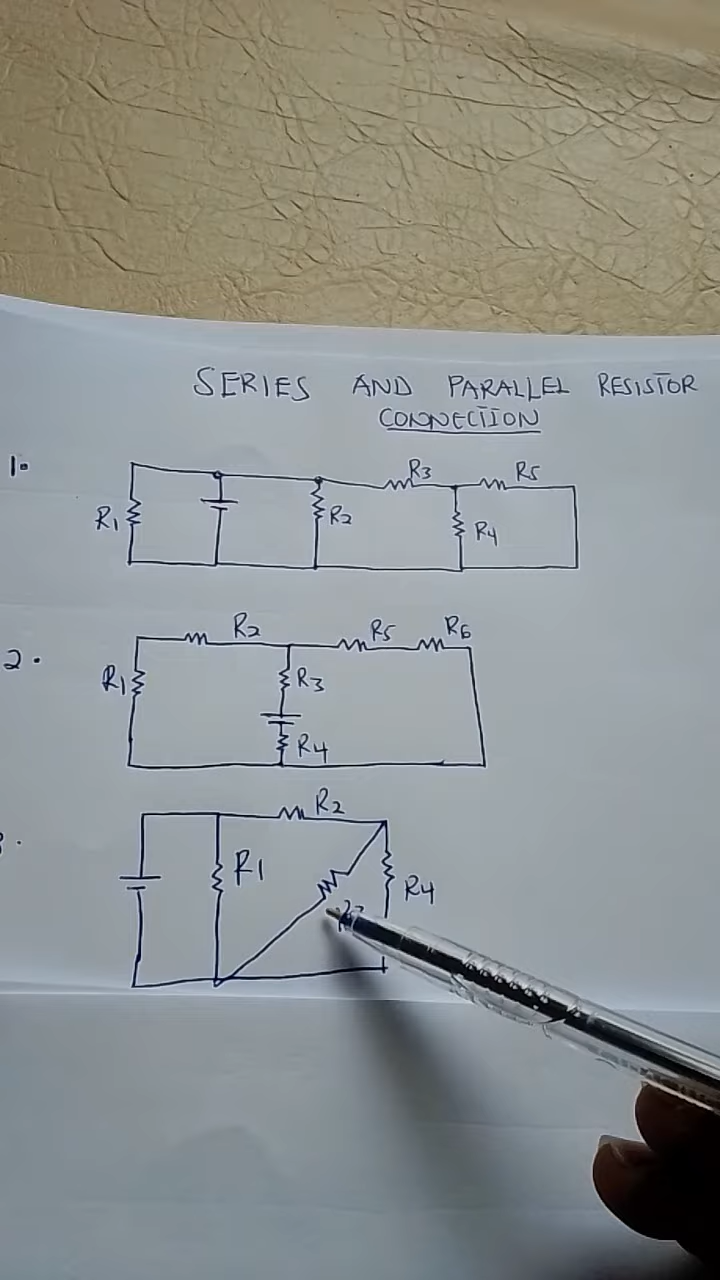 SERIES AND PARALLEL RESISTOR
CONNECTION
1.
R1
R2
R3
R4
R5
2.
R1
R2
R3
R4
R5
R6
R1
R2
R4